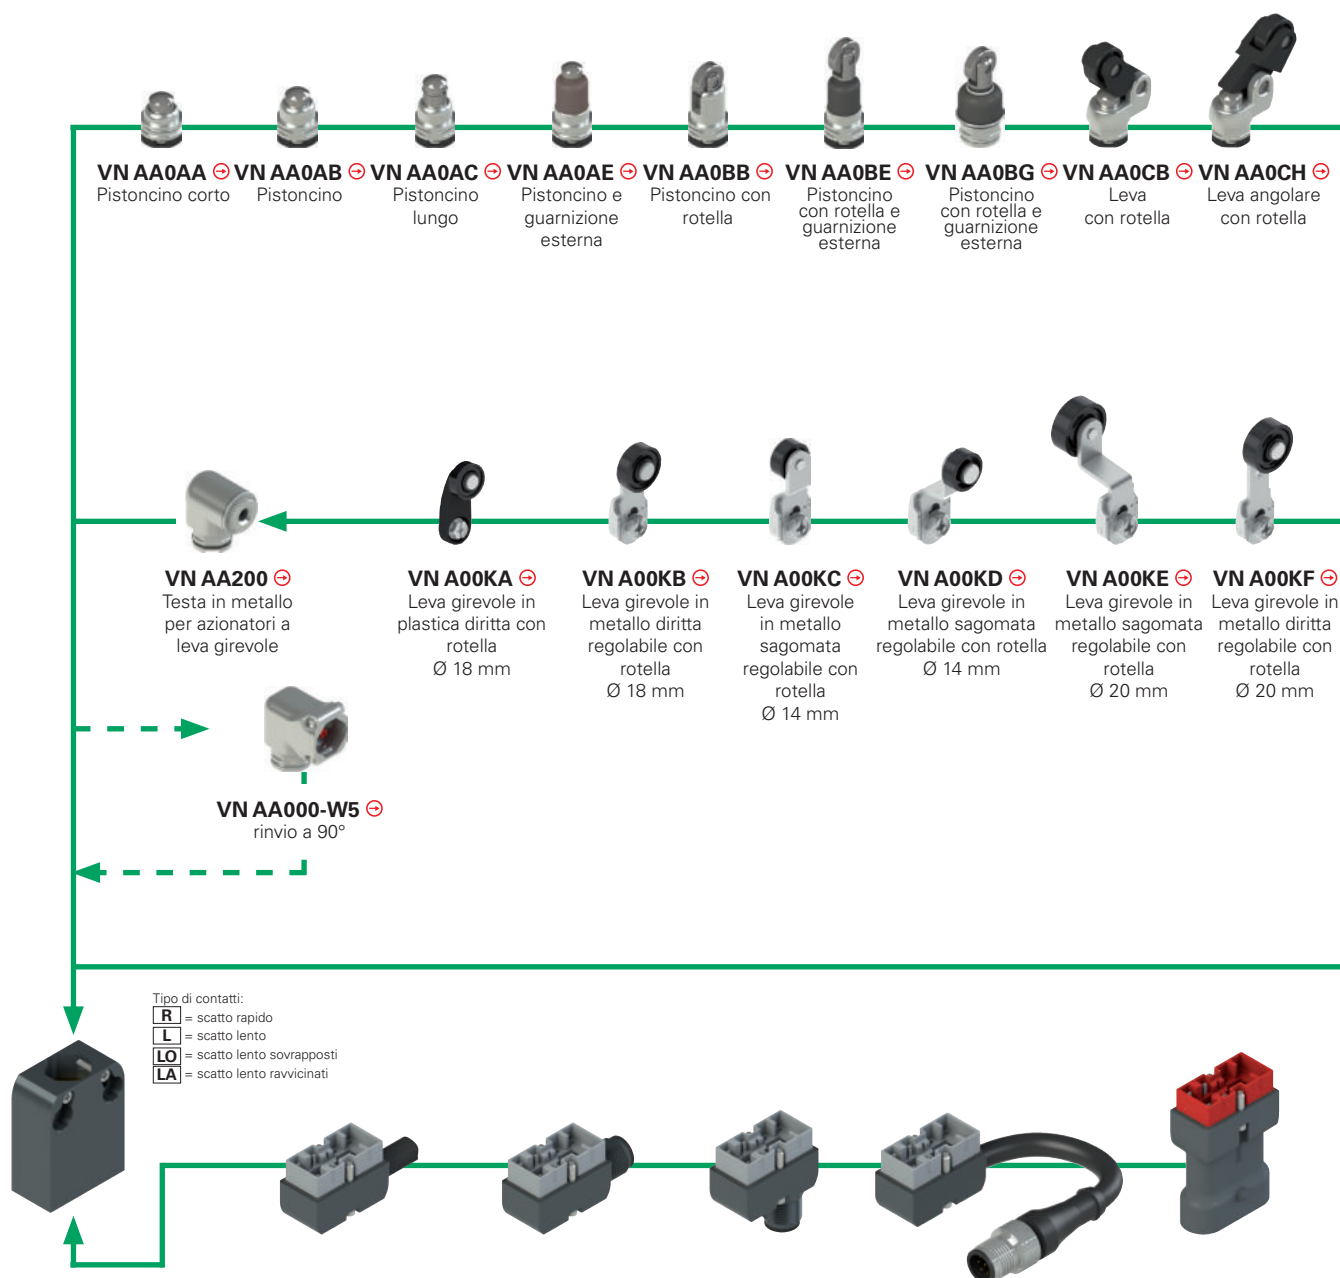 VN AA0AA
Pistoncino corto
VN AA0AB
Pistoncino
VN AA0AC
Pistoncino
lungo
VN AA0AE
Pistoncino e
guarnizione
esterna
VN AA0BB
Pistoncino con
rotella
VN AA0BE
Pistoncino
con rotella e
guarnizione
esterna
VN AA0BG
Pistoncino
con rotella e
guarnizione
esterna
VN AA0CB
Leva
con rotella
VN AA0CH
Leva angolare
con rotella
VN AA200
Testa in metallo
per azionatori a
leva girevole
VN A00KA
Leva girevole in
plastica diritta con
rotella
Ø 18 mm
VN A00KB
Leva girevole in
metallo diritta
regolabile con
rotella
Ø 18 mm
VN A00KC
Leva girevole
in metallo
sagomata
regolabile con
rotella
Ø 14 mm
VN A00KD
Leva girevole in
metallo sagomata
regolabile con rotella
Ø 14 mm
VN A00KE
Leva girevole in
metallo sagomata
regolabile con
rotella
Ø 20 mm
VN A00KF
Leva girevole in
metallo diritta
regolabile con
rotella
Ø 20 mm
VN AA000-W5
rinvio a 90°
Tipo di contatti:
R = scatto rapido
L = scatto lento
LO = scatto lento sovrapposti
LA = scatto lento ravvicinati